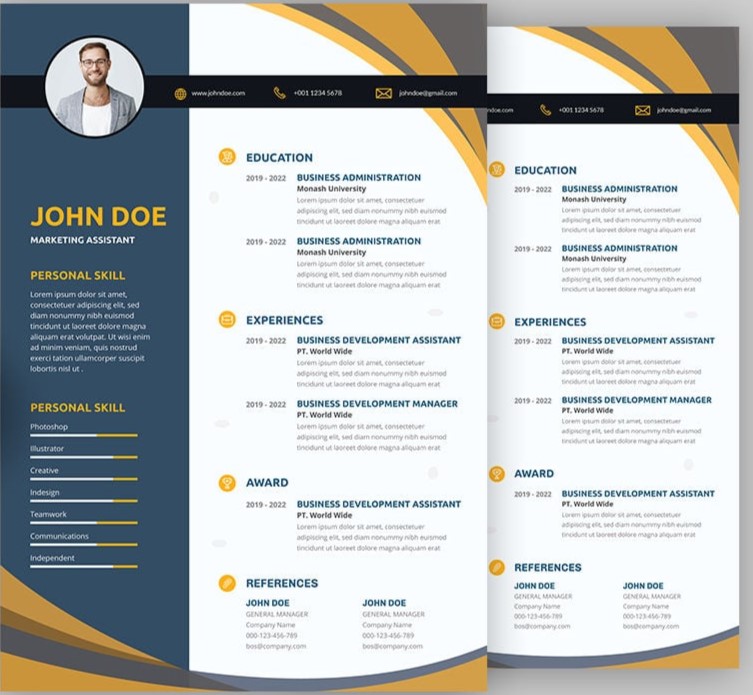 www.johndoe.com
+001 1234 5678
johndoe@gmail.com
JOHN DOE
MARKETING ASSISTANT
PERSONAL SKILL
Lorem ipsum dolor sit amet,
consectetuer adipiscing elit, sed
diam nonummy nibh euismod
tincidunt ut laoreet dolore magna
aliquam erat volutpat. Ut wisi enim
ad minim veniam, quis nostrud
exerci tation ullamcorper suscipit
lobortis nisl ut .
PERSONAL SKILL
Photoshop
Illustrator
Creative
Indesign
Teamwork
Communications
Independent
EDUCATION
2019 - 2022 BUSINESS ADMINISTRATION
Monash University
Lorem ipsum dolor sit amet, consectetuer
adipiscing elit, sed diam nonummy nibh euismod
tincidunt ut laoreet dolore magna aliquam erat
2019 - 2022 BUSINESS ADMINISTRATION
Monash University
Lorem ipsum dolor sit amet, consectetuer
adipiscing elit, sed diam nonummy nibh euismod
tincidunt ut laoreet dolore magna aliquam erat
EXPERIENCES
2019 - 2022 BUSINESS DEVELOPMENT ASSISTANT
PT. World Wide
Lorem ipsum dolor sit amet, consectetuer
adipiscing elit, sed diam nonummy nibh euismod
tincidunt ut laoreet dolore magna aliquam erat
2019 - 2022 BUSINESS DEVELOPMENT MANAGER
PT. World Wide
Lorem ipsum dolor sit amet, consectetuer
adipiscing elit, sed diam nonummy nibh euismod
tincidunt ut laoreet dolore magna aliquam erat
AWARD
2019 - 2022 BUSINESS DEVELOPMENT ASSISTANT
PT. World Wide
Lorem ipsum dolor sit amet, consectetuer
adipiscing elit, sed diam nonummy nibh euismod
tincidunt ut laoreet dolore magna aliquam erat
REFERENCES
JOHN DOE
GENERAL MANAGER
Company Name
000-123-456-789
bos@company.com
JOHN DOE
GENERAL MANAGER
Company Name
000-123-456-789
bos@company.com
+001 1234 5678
johndoe@gmail.com
EDUCATION
2019 - 2022 BUSINESS ADMINISTRATION
Monash University
Lorem ipsum dolor sit amet, consectetuer
adipiscing elit, sed diam nonummy nibh euismod
tincidunt ut laoreet dolore magna aliquam erat
2019 - 2022 BUSINESS ADMINISTRATION
Monash University
Lorem ipsum dolor sit amet, consectetuer
adipiscing elit, sed diam nonummy nibh euismod
tincidunt ut laoreet dolore magna aliquam erat
EXPERIENCES
2019 - 2022 BUSINESS DEVELOPMENT ASSISTANT
PT. World Wide
Lorem ipsum dolor sit amet, consectetuer
adipiscing elit, sed diam nonummy nibh euismod
tincidunt ut laoreet dolore magna aliquam erat
2019 - 2022 BUSINESS DEVELOPMENT MANAGER
PT. World Wide
Lorem ipsum dolor sit amet, consectetuer
adipiscing elit, sed diam nonummy nibh euismod
tincidunt ut laoreet dolore magna aliquam erat
AWARD
2019 - 2022 BUSINESS DEVELOPMENT ASSISTANT
Lorem ipsum dolor sit amet, consectetuer
adipiscing elit, sed diam nonummy nibh euismod
tincidunt ut laoreet dolore magna aliquam erat
REFERENCES
JOHN DOE
GENERAL MANAGER
Company Name
000-123-456-789
bos@company.com
JOHN DOE
GENERAL MANAGER
Company Name
000-123-456-789
bos@company.com